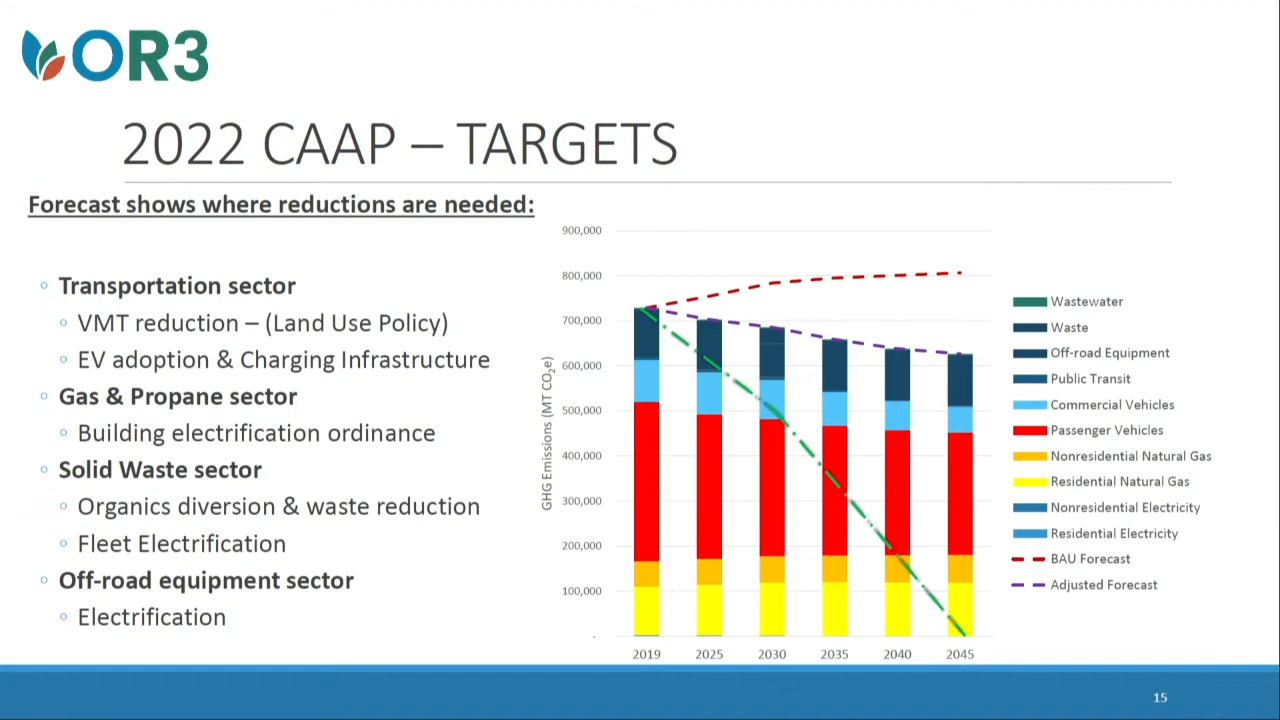 OR3
2022 CAAP – TARGETS
Forecast shows where reductions are needed:
Transportation sector
VMT reduction – (Land Use Policy)
EV adoption & Charging Infrastructure
Gas & Propane sector
Building electrification ordinance
Solid Waste sector
Organics diversion & waste reduction
Fleet Electrification
Off-road equipment sector
Electrification
GHG Emissions (MT CO₂e)
900,000
800,000
700,000
600,000
500,000
400,000
300,000
200,000
100,000
-
2019 2025 2030 2035 2040 2045
Wastewater
Waste
Off-road Equipment
Public Transit
Commercial Vehicles
Passenger Vehicles
Nonresidential Natural Gas
Residential Natural Gas
Nonresidential Electricity
Residential Electricity
BAU Forecast
Adjusted Forecast
15